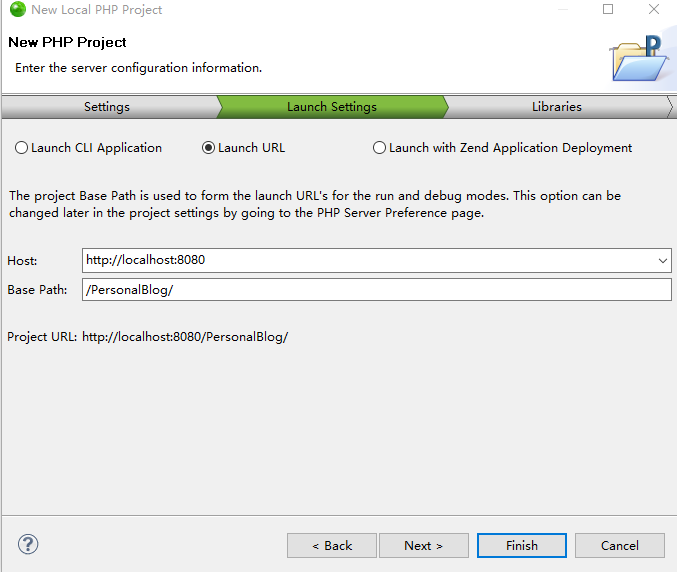 New Local PHP Project
New PHP Project
Enter the server configuration information.
Settings
Launch Settings
Libraries
Launch CLI Application
Launch URL
Launch with Zend Application Deployment
The project Base Path is used to form the launch URL's for the run and debug modes. This option can be
changed later in the project settings by going to the PHP Server Preference page.
Host:
http://localhost:8080
Base Path:
/PersonalBlog/
Project URL: http://localhost:8080/PersonalBlog/
?
< Back
Next >
Finish
Cancel